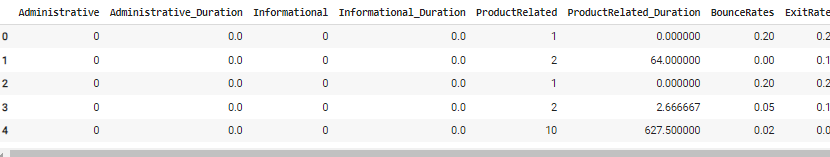 Administrative Administrative_Duration Informational Informational_Duration ProductRelated ProductRelated_Duration BounceRates ExitRate
0 0 0.0 0 0.0 1 0.000000 0.20 0.2
1 0 0.0 0 0.0 2 64.000000 0.00 0.1
2 0 0.0 0 0.0 1 0.000000 0.20 0.2
3 0 0.0 0 0.0 2 2.666667 0.05 0.1
4 0 0.0 0 0.0 10 627.500000 0.02 0.0